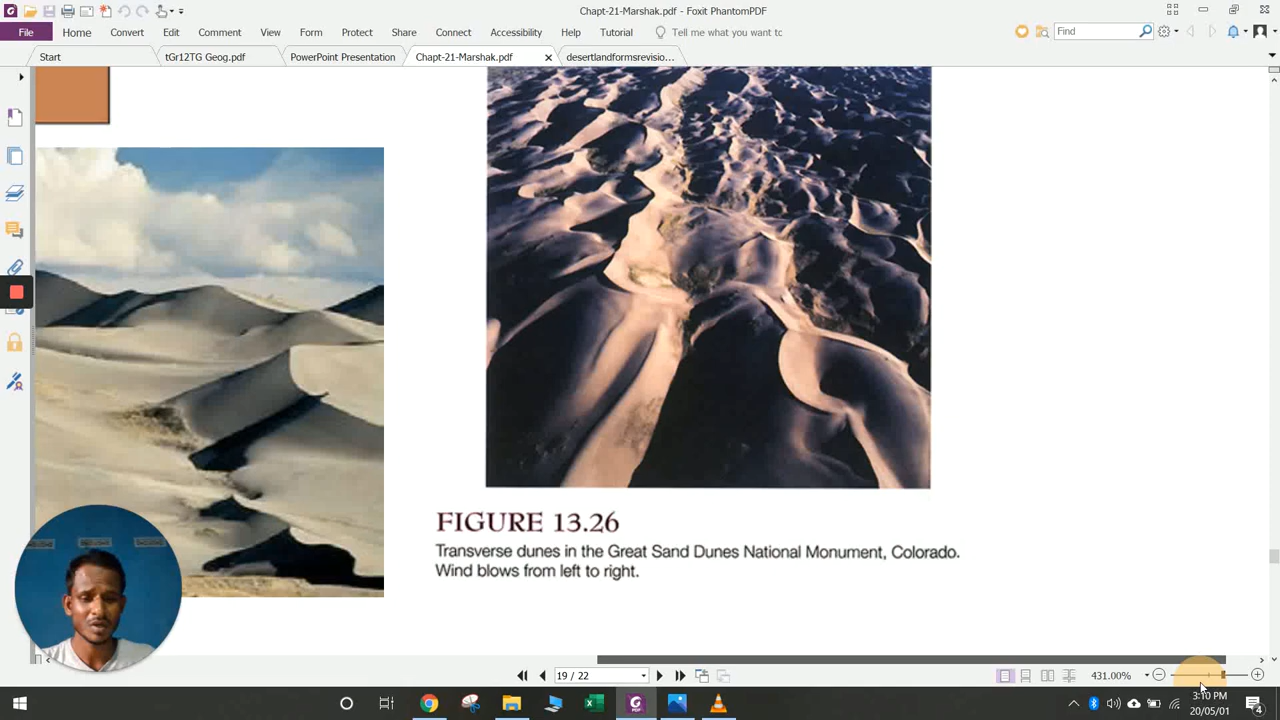 Chapt-21-Marshak.pdf - Foxit PhantomPDF
File Home Convert Edit Comment View Form Protect Share Connect Accessibility Help Tutorial Tell me what you want to Find
Start tGr12TG Geog.pdf PowerPoint Presentation Chapt-21-Marshak.pdf desertlandformsrevisio...
FIGURE 13.26
Transverse dunes in the Great Sand Dunes National Monument, Colorado.
Wind blows from left to right.
19 / 22 431.00%
3:10 PM
20/05/01
4